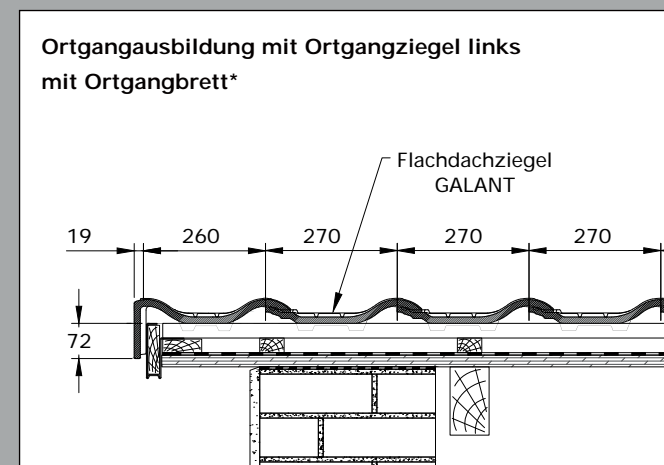 Ortgangausbildung mit Ortgangziegel links
mit Ortgangbrett*
Flachdachziegel
GALANT
19 260 270 270 270
72